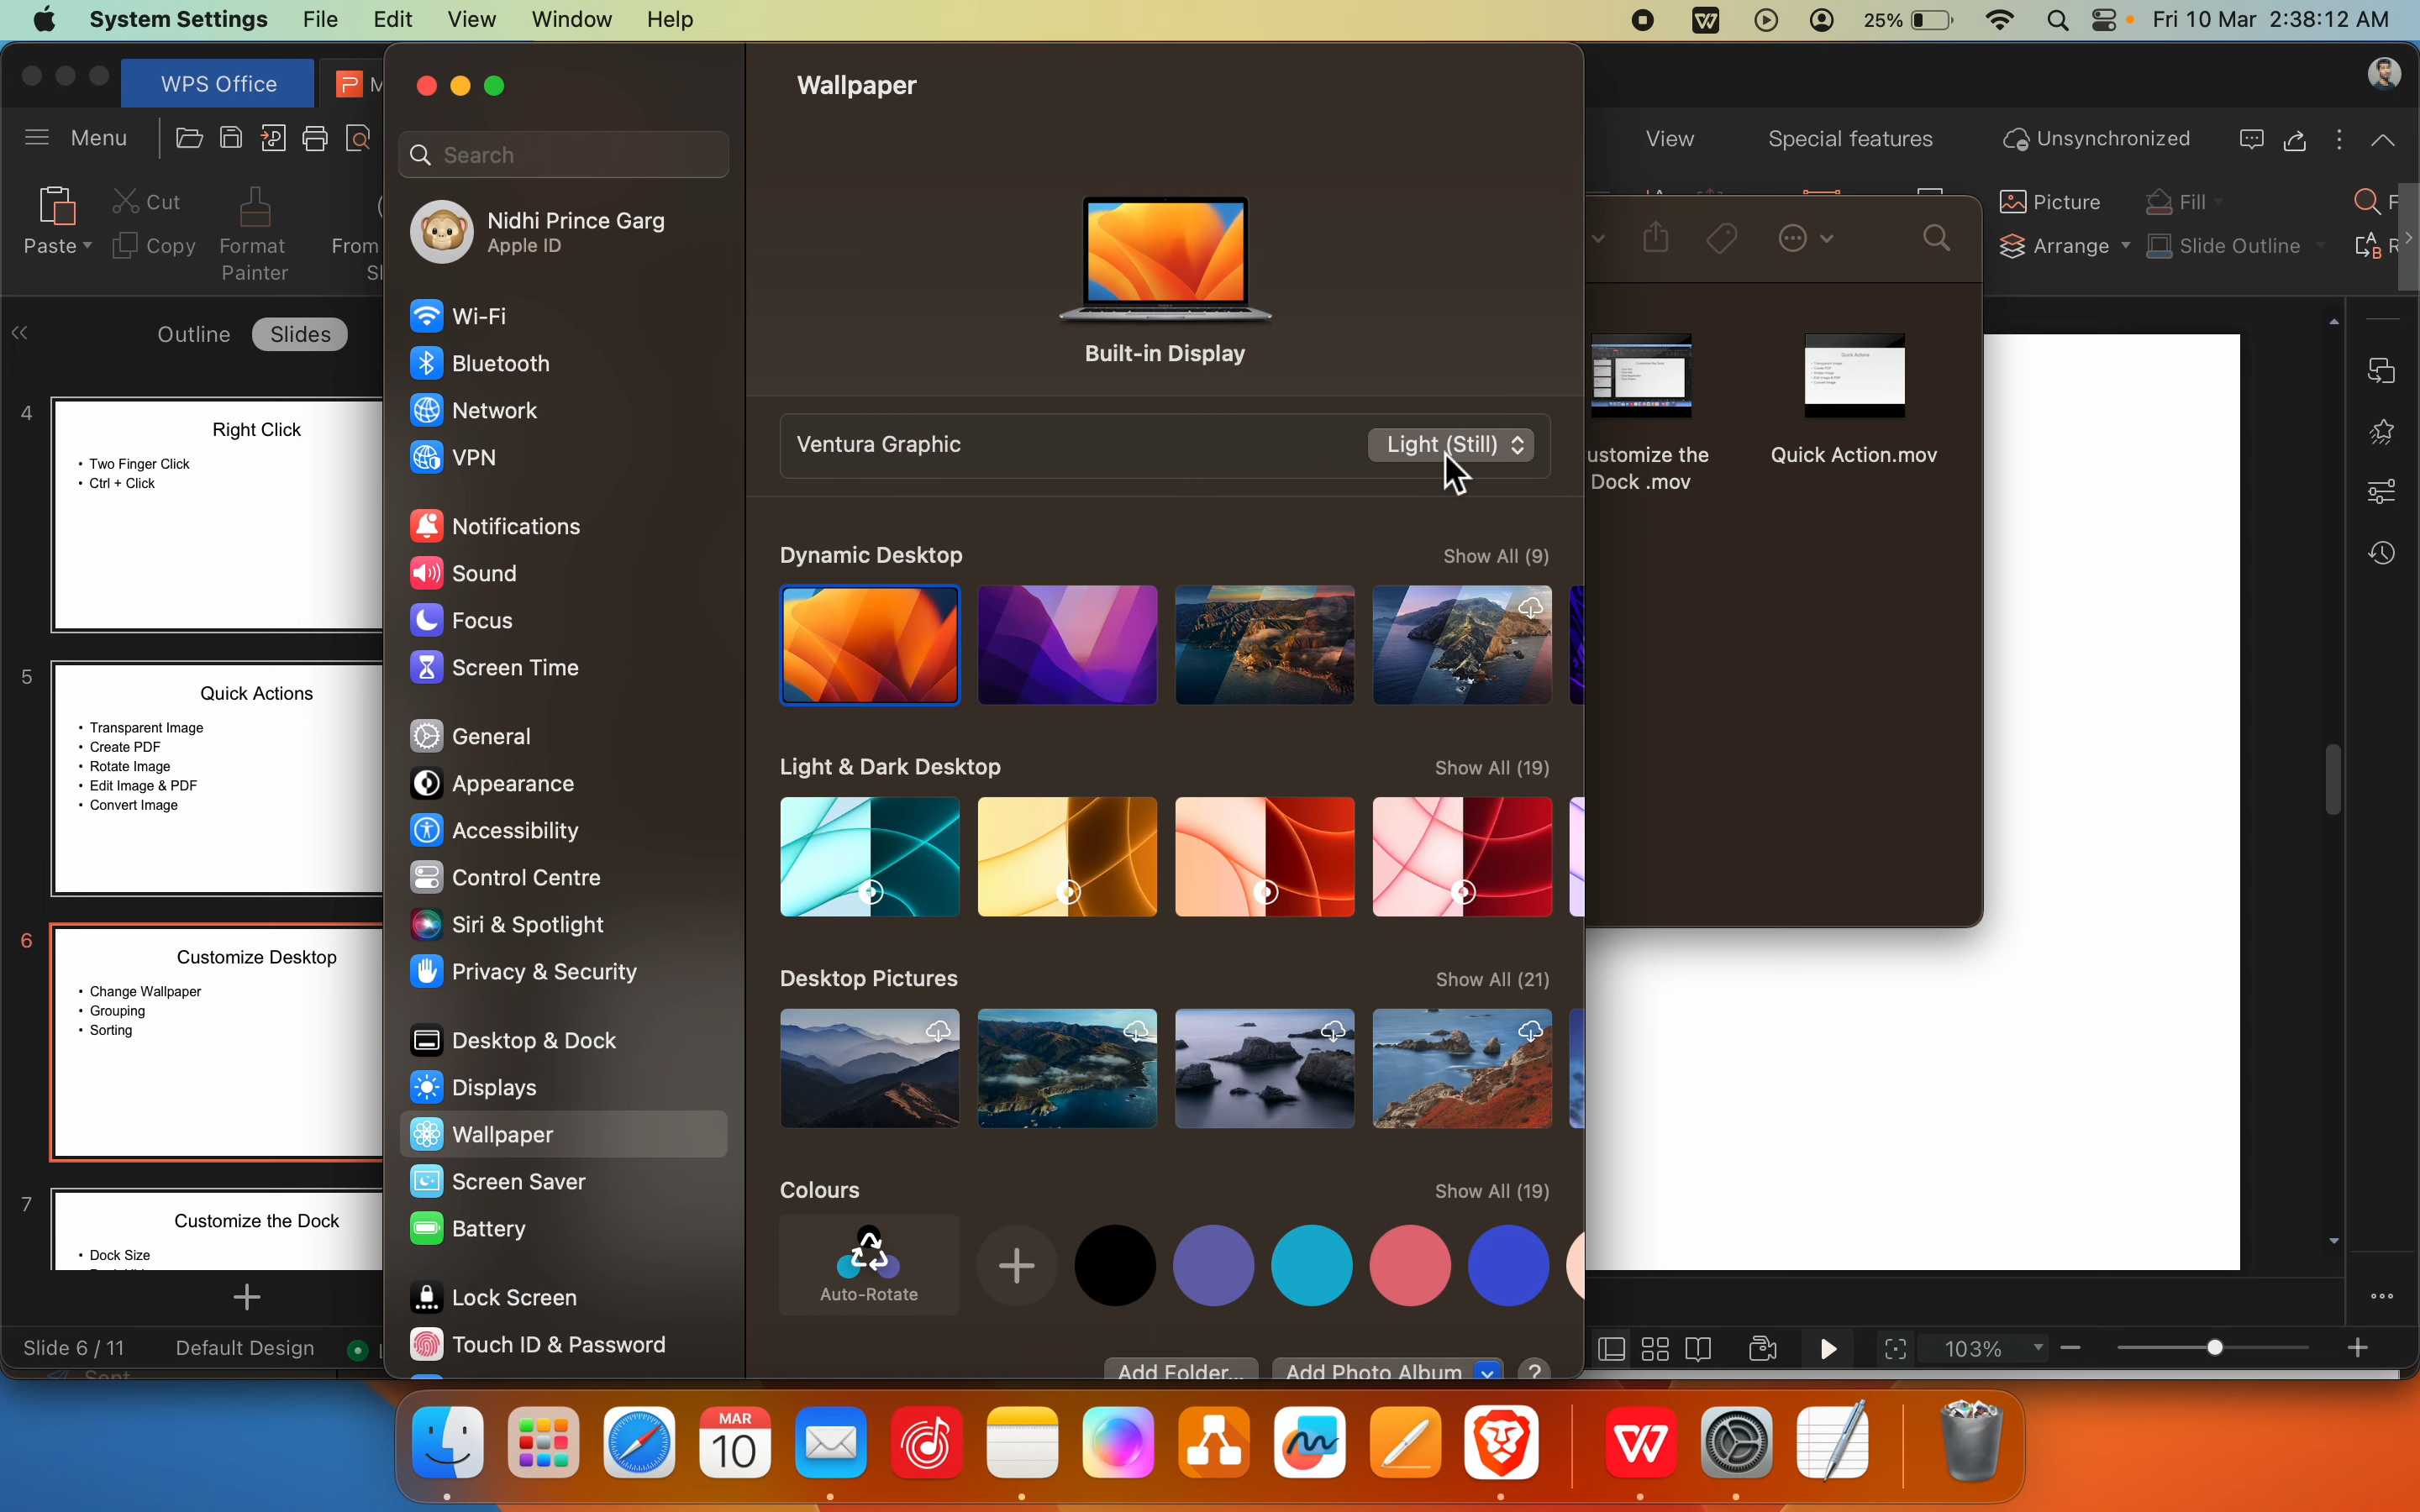 System Settings File Edit View Window Help
25% Fri 10 Mar 2:38:12 AM
WPS Office
Menu
Paste
Cut
Copy
Format
Painter
From
Outline Slides
4
Right Click
• Two Finger Click
• Ctrl + Click
5
Quick Actions
• Transparent Image
• Create PDF
• Rotate Image
• Edit Image & PDF
• Convert Image
6
Customize Desktop
• Change Wallpaper
• Grouping
• Sorting
7
Customize the Dock
• Dock Size
Slide 6 / 11 Default Design
Search
Nidhi Prince Garg
Apple ID
Wi-Fi
Bluetooth
Network
VPN
Notifications
Sound
Focus
Screen Time
General
Appearance
Accessibility
Control Centre
Siri & Spotlight
Privacy & Security
Desktop & Dock
Displays
Wallpaper
Screen Saver
Battery
Lock Screen
Touch ID & Password
Wallpaper
Built-in Display
Ventura Graphic Light (Still)
Dynamic Desktop Show All (9)
Light & Dark Desktop Show All (19)
Desktop Pictures Show All (21)
Colours Show All (19)
Auto-Rotate
Add Folder... Add Photo Album ?
View Special features Unsynchronized
Picture Fill
Arrange Slide Outline
ustomize the
Dock .mov
Quick Action.mov
103%
MAR
10